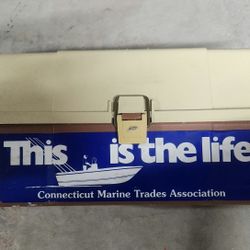 This is the life
Connecticut Marine Trades Association